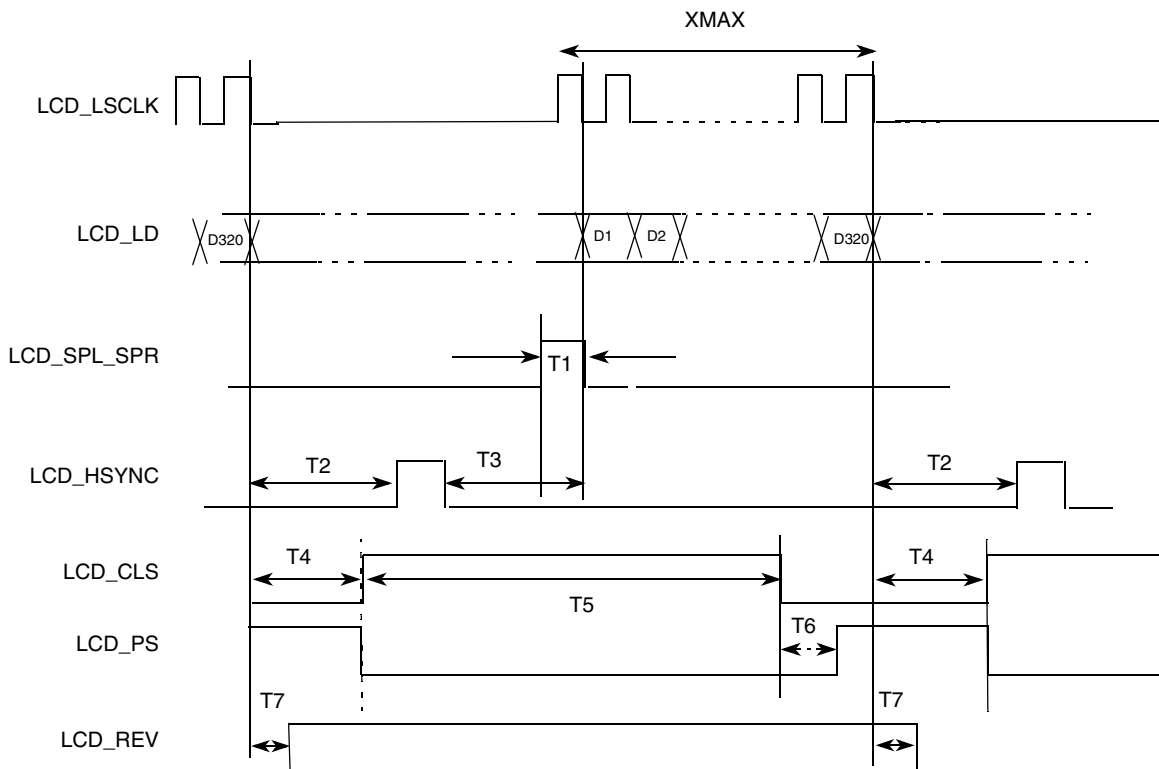 XMAX
LCD_LSCLK
LCD_LD
D320
D1
D2
D320
LCD_SPL_SPR
T1
LCD_HSYNC
T2
T3
T2
LCD_CLS
T4
T5
T4
LCD_PS
T6
LCD_REV
T7
T7